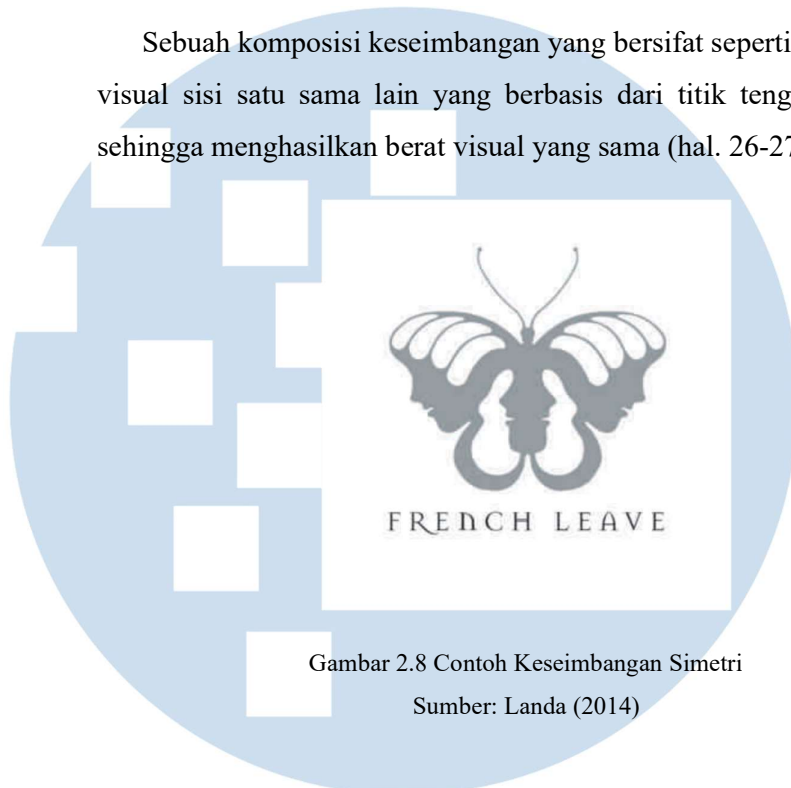 Sebuah komposisi keseimbangan yang bersifat seperti
visual sisi satu sama lain yang berbasis dari titik teng
sehingga menghasilkan berat visual yang sama (hal. 26-27
FRENCH LEAVE
Gambar 2.8 Contoh Keseimbangan Simetri
Sumber: Landa (2014)